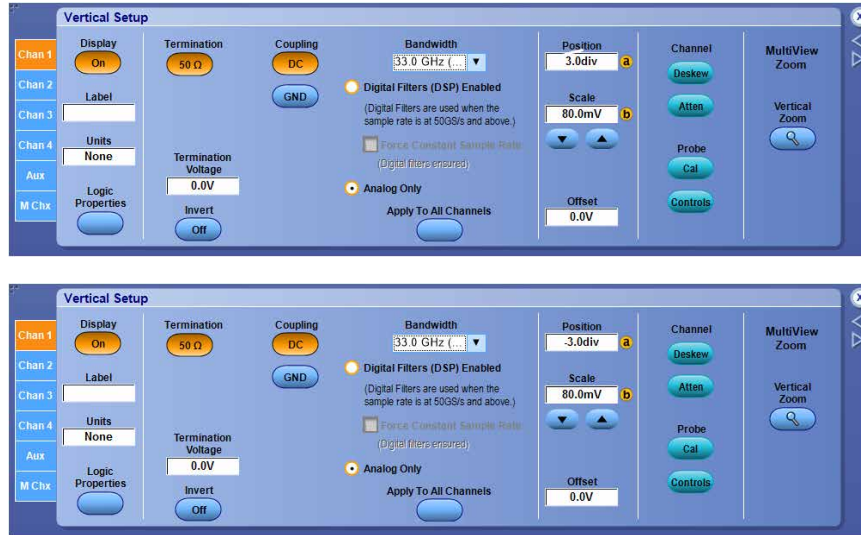 Vertical Setup
Chan 1
Chan 2
Chan 3
Chan 4
Aux
M Chx
Display
On
Label
Units
None
Logic
Properties
Termination
50 Ω
Termination
Voltage
0.0V
Invert
Off
Coupling
DC
GND
Bandwidth
33.0 GHz (...
Digital Filters (DSP) Enabled
(Digital Filters are used when the
sample rate is at 50GS/s and above.)
Force Constant Sample Rate
(Digital filters ensured)
Analog Only
Apply To All Channels
Position
3.0div a
Scale
80.0mV b
Offset
0.0V
Channel
Deskew
Atten
Probe
Cal
Controls
MultiView
Zoom
Vertical
Zoom
Vertical Setup
Chan 1
Chan 2
Chan 3
Chan 4
Aux
M Chx
Display
On
Label
Units
None
Logic
Properties
Termination
50 Ω
Termination
Voltage
0.0V
Invert
Off
Coupling
DC
GND
Bandwidth
33.0 GHz (...
Digital Filters (DSP) Enabled
(Digital Filters are used when the
sample rate is at 50GS/s and above.)
Force Constant Sample Rate
(Digital filters ensured)
Analog Only
Apply To All Channels
Position
-3.0div a
Scale
80.0mV b
Offset
0.0V
Channel
Deskew
Atten
Probe
Cal
Controls
MultiView
Zoom
Vertical
Zoom